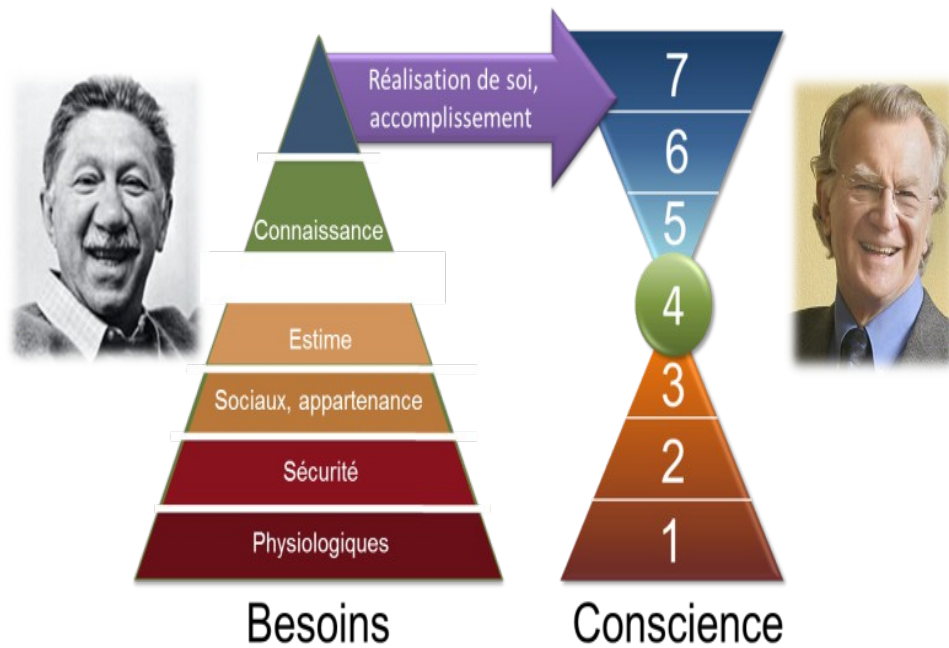 Réalisation de soi,
accomplissement
Connaissance
Estime
Sociaux, appartenance
Sécurité
Physiologiques
Besoins
7
6
5
4
3
2
1
Conscience